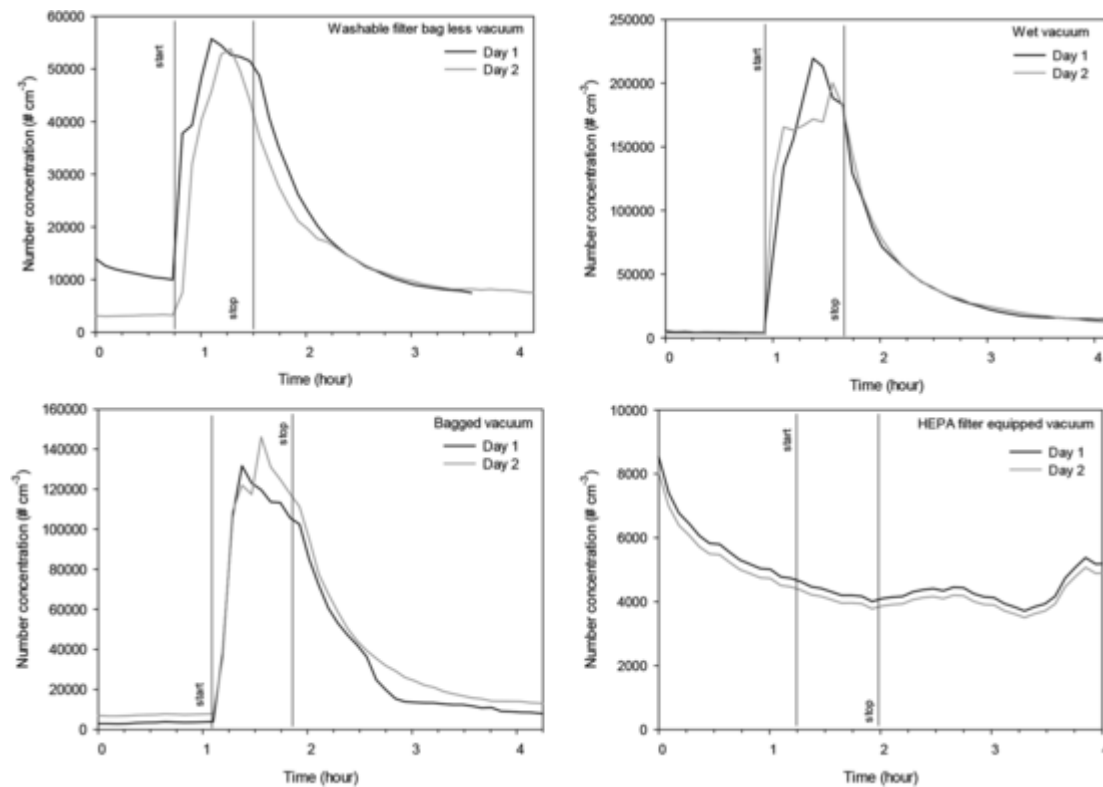 Washable filter bag less vacuum
Day 1
Day 2
start
stop
60000
50000
40000
30000
20000
10000
0
Number concentration (# cm⁻³)
0 1 2 3 4
Time (hour)
Wet vacuum
Day 1
Day 2
start
stop
250000
200000
150000
100000
50000
0
Number concentration (# cm⁻³)
0 1 2 3 4
Time (hour)
Bagged vacuum
Day 1
Day 2
start
stop
160000
140000
120000
100000
80000
60000
40000
20000
0
Number concentration (# cm⁻³)
0 1 2 3 4
Time (hour)
HEPA filter equipped vacuum
Day 1
Day 2
start
stop
10000
8000
6000
4000
2000
0
Number concentration (# cm⁻³)
0 1 2 3 4
Time (hour)